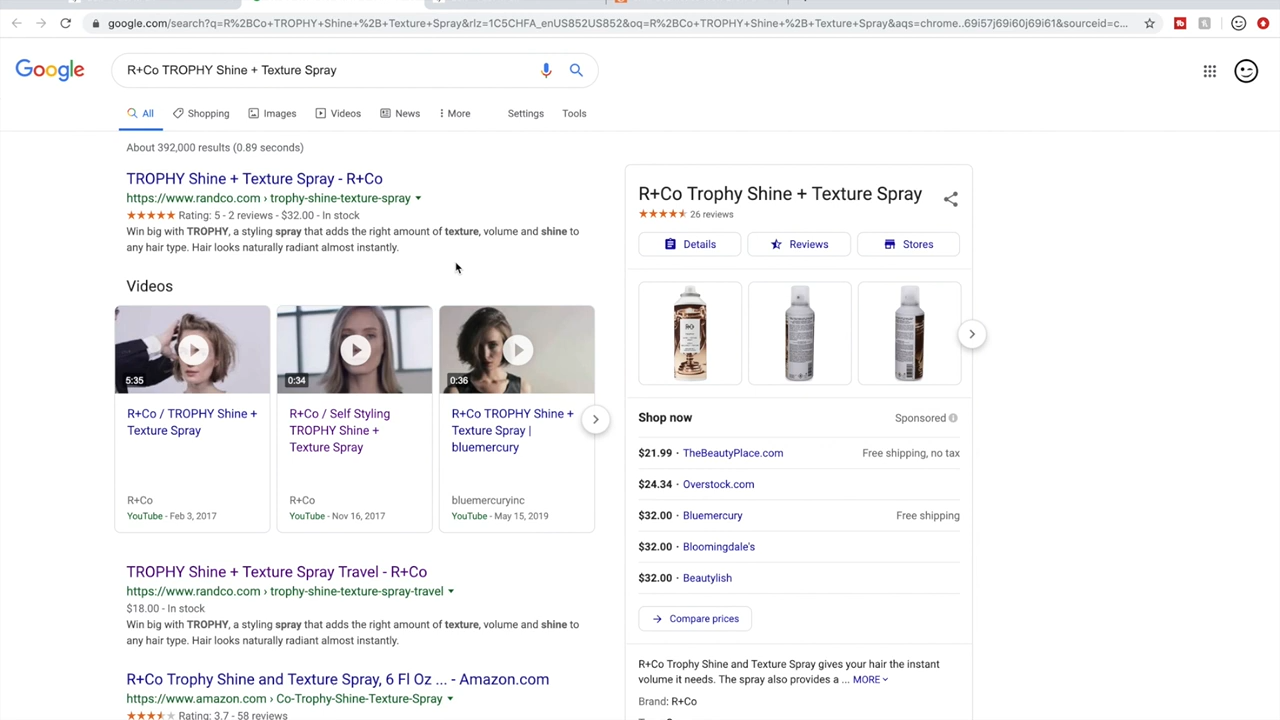 google.com/search?q=R%2BCo+TROPHY+Shine+%2B+Texture+Spray&rlz=1C5CHFA_enUS852US852&oq=R%2BCo+TROPHY+Shine+%2B+Texture+Spray&aqs=chrome..69i57j69i60j69i61&sourceid=c...
Google
R+Co TROPHY Shine + Texture Spray
All Shopping Images Videos News More Settings Tools
About 392,000 results (0.89 seconds)
TROPHY Shine + Texture Spray - R+Co
https://www.randco.com › trophy-shine-texture-spray
Rating: 5 - 2 reviews - $32.00 - In stock
Win big with TROPHY, a styling spray that adds the right amount of texture, volume and shine to
any hair type. Hair looks naturally radiant almost instantly.
Videos
5:35
R+Co / TROPHY Shine +
Texture Spray
R+Co
YouTube - Feb 3, 2017
0:34
R+Co / Self Styling
TROPHY Shine +
Texture Spray
R+Co
YouTube - Nov 16, 2017
0:36
R+Co TROPHY Shine +
Texture Spray |
bluemercury
bluemercuryinc
YouTube - May 15, 2019
TROPHY Shine + Texture Spray Travel - R+Co
https://www.randco.com › trophy-shine-texture-spray-travel
$18.00 - In stock
Win big with TROPHY, a styling spray that adds the right amount of texture, volume and shine to
any hair type. Hair looks naturally radiant almost instantly.
R+Co Trophy Shine and Texture Spray, 6 Fl Oz ... - Amazon.com
https://www.amazon.com › Co-Trophy-Shine-Texture-Spray
Rating: 3.7 - 58 reviews
R+Co Trophy Shine + Texture Spray
26 reviews
Details Reviews Stores
Shop now Sponsored
$21.99 · TheBeautyPlace.com Free shipping, no tax
$24.34 · Overstock.com
$32.00 · Bluemercury Free shipping
$32.00 · Bloomingdale's
$32.00 · Beautylish
Compare prices
R+Co Trophy Shine and Texture Spray gives your hair the instant
volume it needs. The spray also provides a ... MORE
Brand: R+Co